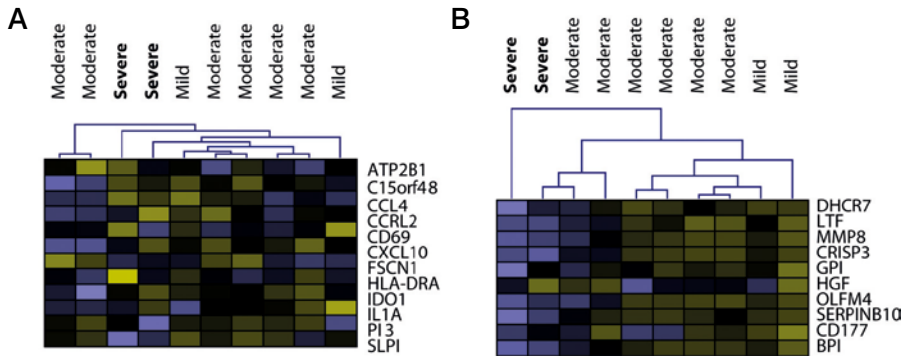 A
Moderate
Moderate
Severe
Severe
Mild
Moderate
Moderate
Moderate
Moderate
Mild
ATP2B1
C15orf48
CCL4
CCRL2
CD69
CXCL10
FSCN1
HLA-DRA
IDO1
IL1A
PI3
SLPI
B
Severe
Severe
Moderate
Moderate
Moderate
Moderate
Moderate
Moderate
Mild
Mild
DHCR7
LTF
MMP8
CRISP3
GPI
HGF
OLFM4
SERPINB10
CD177
BPI